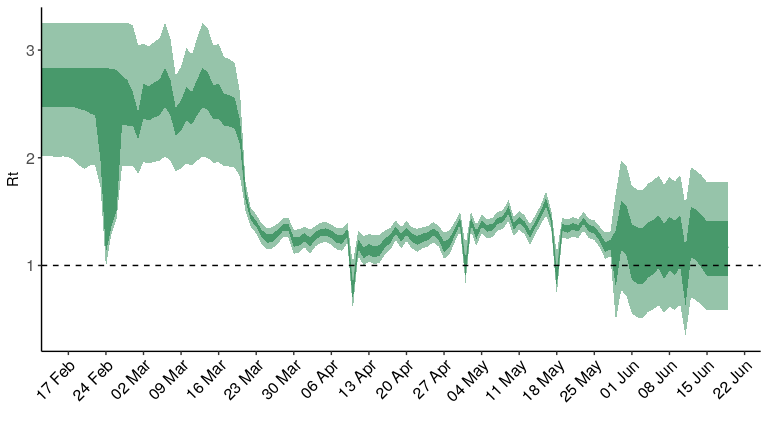 3
2
1
Rt
17 Feb
24 Feb
02 Mar
09 Mar
16 Mar
23 Mar
30 Mar
06 Apr
13 Apr
20 Apr
27 Apr
04 May
11 May
18 May
25 May
01 Jun
08 Jun
15 Jun
22 Jun